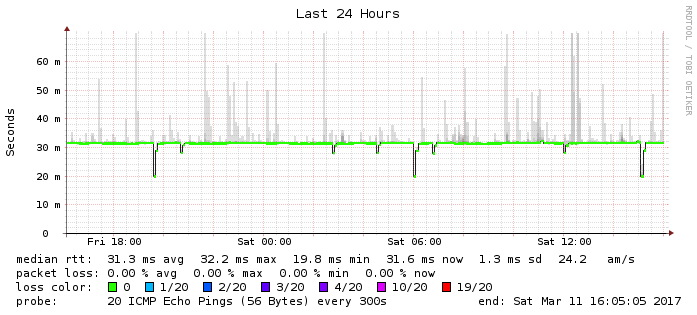 Last 24 Hours
RRDTOOL / TOBI OETIKER
Seconds
60 m
50 m
40 m
30 m
20 m
10 m
0
Fri 18:00 Sat 00:00 Sat 06:00 Sat 12:00
median rtt: 31.3 ms avg 32.2 ms max 19.8 ms min 31.6 ms now 1.3 ms sd 24.2 am/s
packet loss: 0.00 % avg 0.00 % max 0.00 % min 0.00 % now
loss color: 0 1/20 2/20 3/20 4/20 10/20 19/20
probe: 20 ICMP Echo Pings (56 Bytes) every 300s end: Sat Mar 11 16:05:05 2017